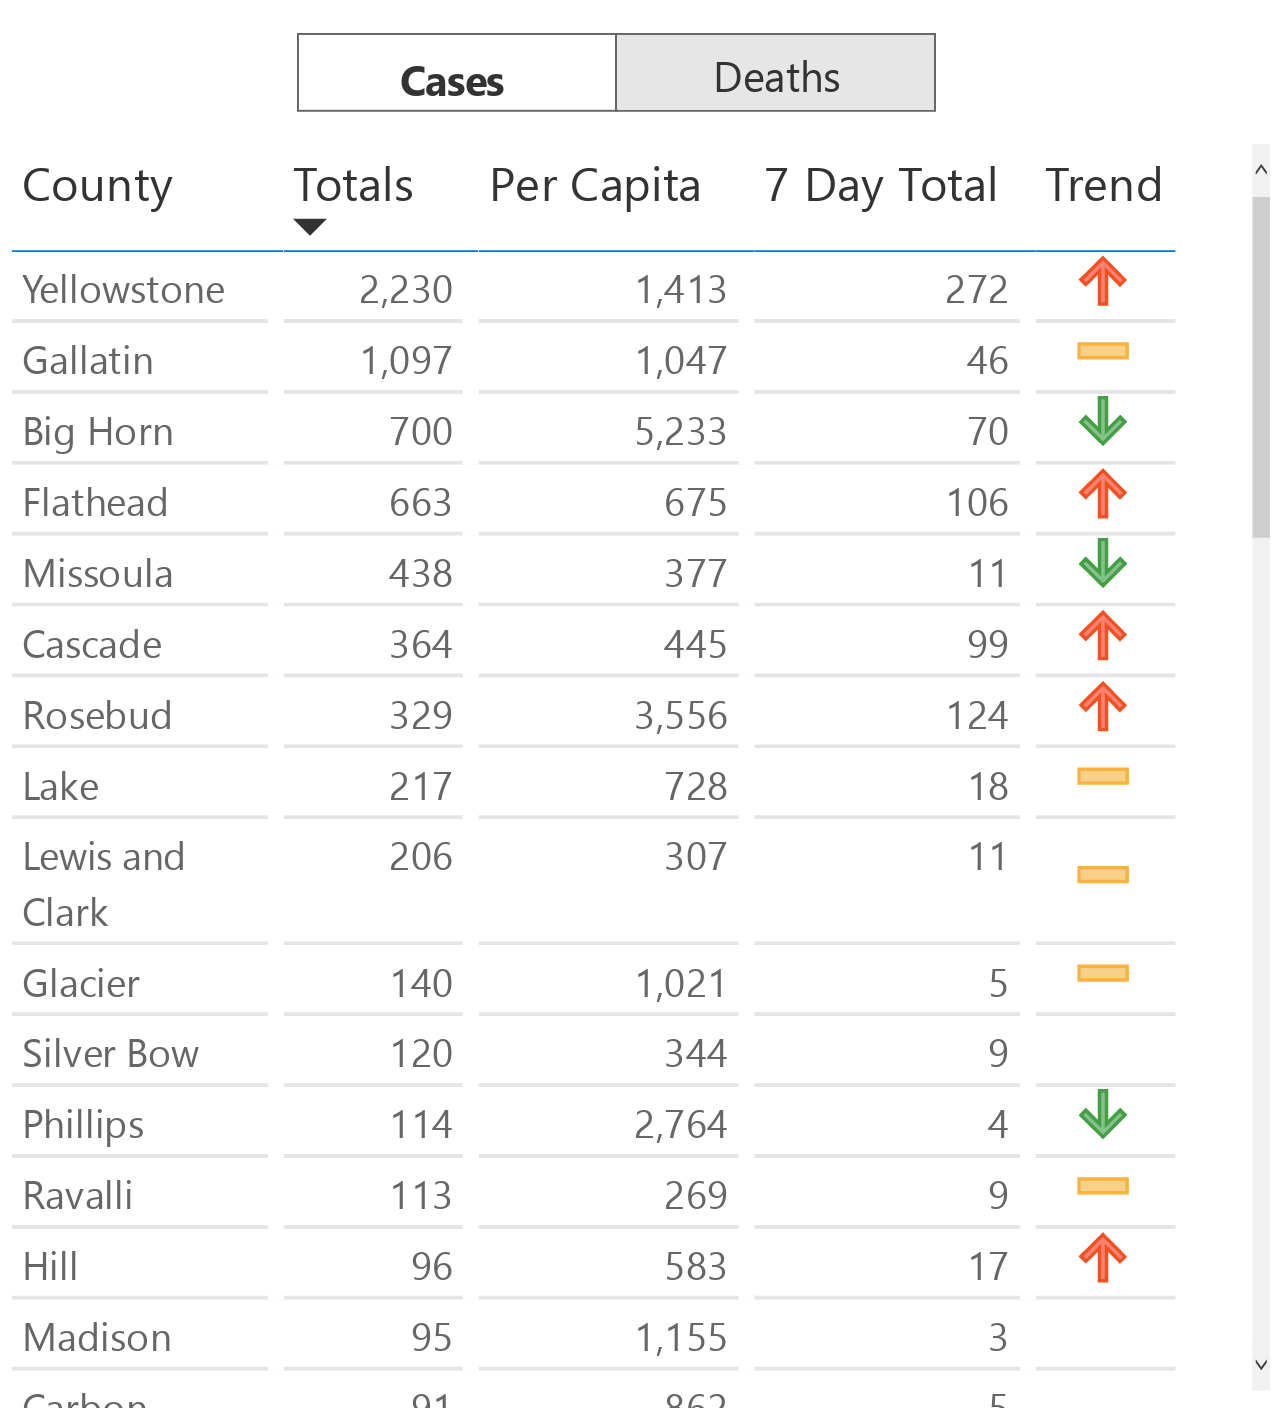 Cases Deaths
County Totals Per Capita 7 Day Total Trend
Yellowstone 2,230 1,413 272
Gallatin 1,097 1,047 46
Big Horn 700 5,233 70
Flathead 663 675 106
Missoula 438 377 11
Cascade 364 445 99
Rosebud 329 3,556 124
Lake 217 728 18
Lewis and 206 307 11
Clark
Glacier 140 1,021 5
Silver Bow 120 344 9
Phillips 114 2,764 4
Ravalli 113 269 9
Hill 96 583 17
Madison 95 1,155 3
Carbon 91 862 5